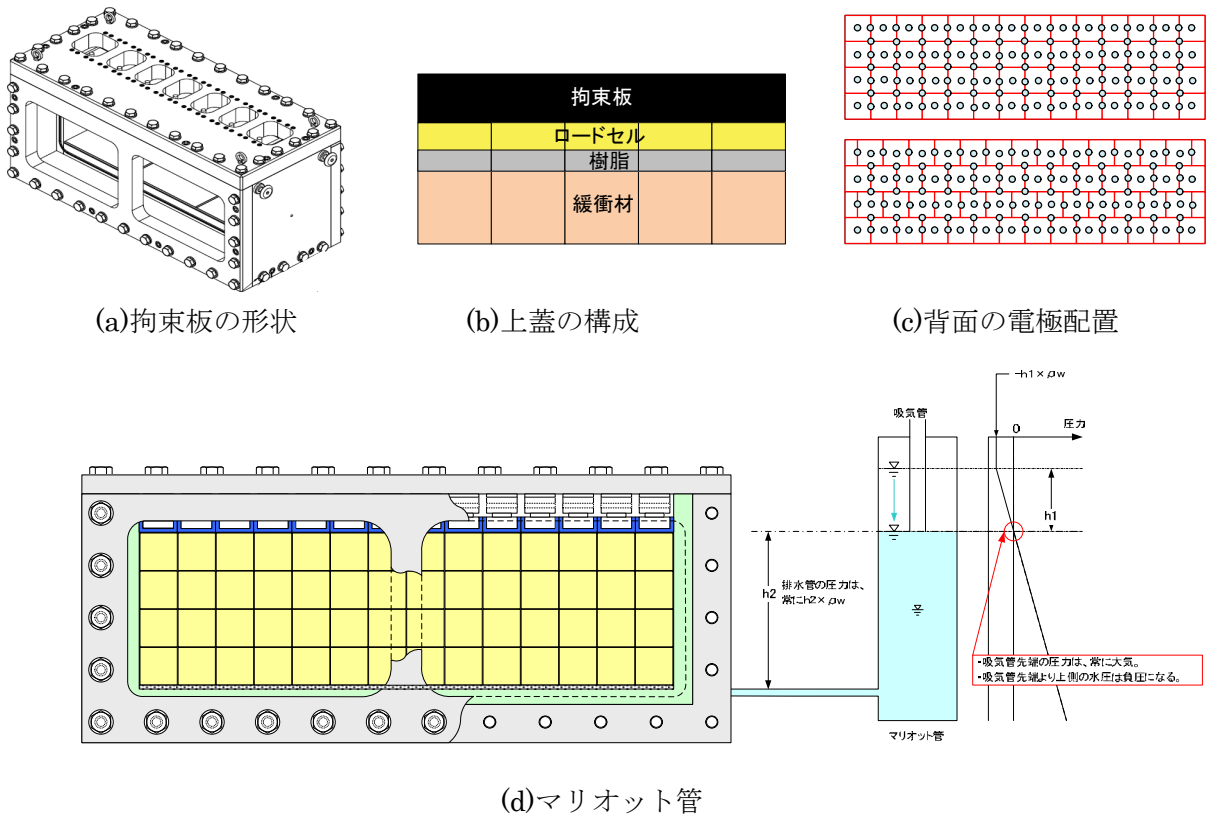 拘束板
ロードセル
樹脂
緩衝材
(a)拘束板の形状
(b)上蓋の構成
(c)背面の電極配置
-h1×ρw
吸気管
0
圧力
h1
h2
排水管の圧力は、
常にh2×ρw
・吸気管先端の圧力は、常に大気。
・吸気管先端より上側の水圧は負圧になる。
マリオット管
(d)マリオット管